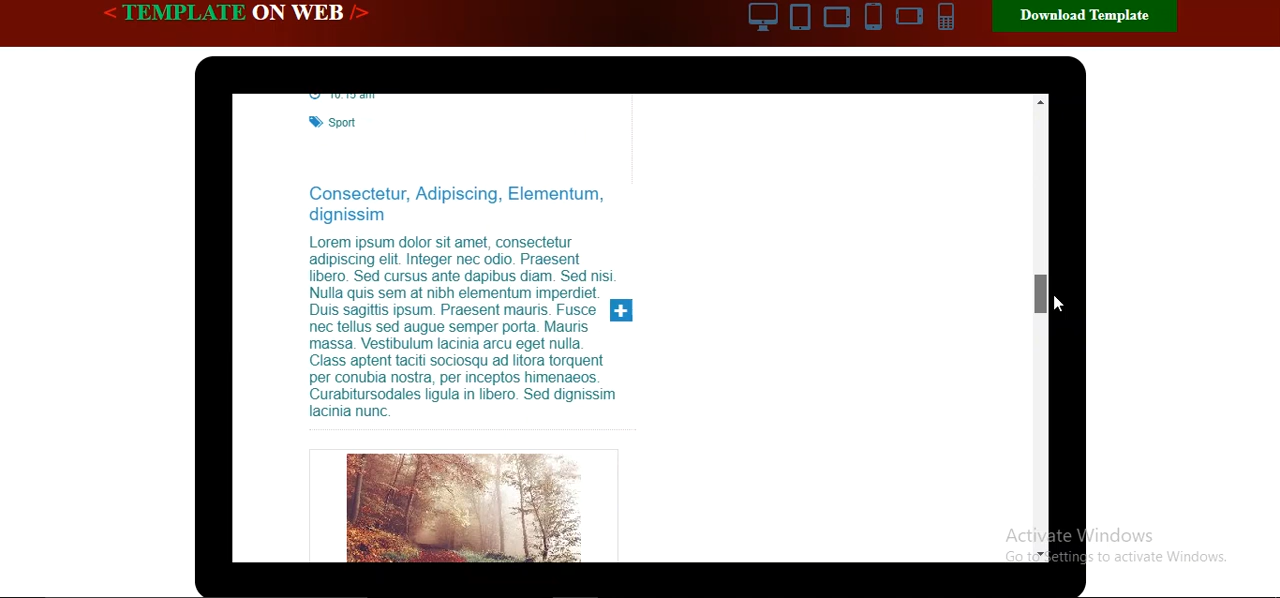 < TEMPLATE ON WEB />
Download Template
10:15 am
Sport
Consectetur, Adipiscing, Elementum,
dignissim
Lorem ipsum dolor sit amet, consectetur
adipiscing elit. Integer nec odio. Praesent
libero. Sed cursus ante dapibus diam. Sed nisi.
Nulla quis sem at nibh elementum imperdiet.
Duis sagittis ipsum. Praesent mauris. Fusce
nec tellus sed augue semper porta. Mauris
massa. Vestibulum lacinia arcu eget nulla.
Class aptent taciti sociosqu ad litora torquent
per conubia nostra, per inceptos himenaeos.
Curabitursodales ligula in libero. Sed dignissim
lacinia nunc.
Activate Windows
Go to Settings to activate Windows.